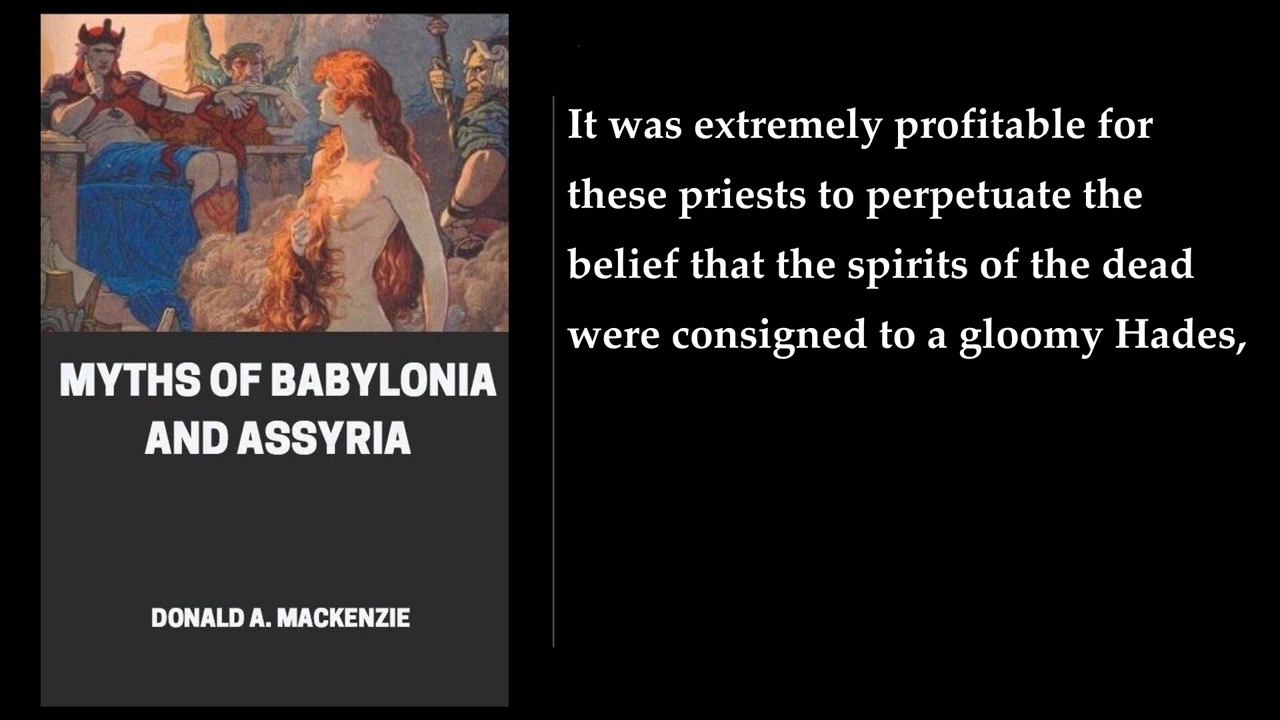 MYTHS OF BABYLONIA
AND ASSYRIA
DONALD A. MACKENZIE
It was extremely profitable for
these priests to perpetuate the
belief that the spirits of the dead
were consigned to a gloomy Hades,